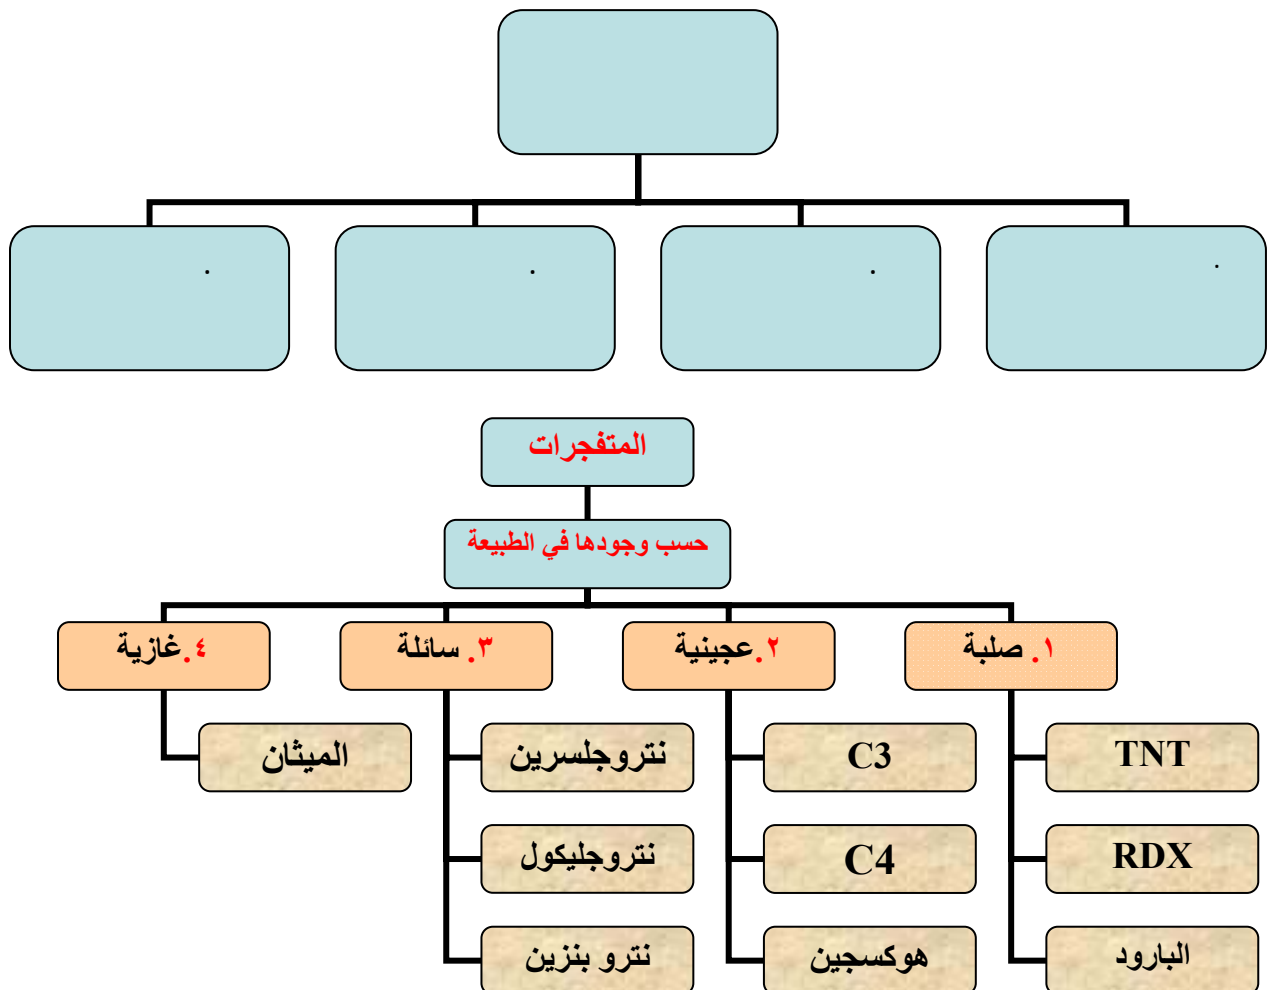 المتفجرات
حسب وجودها في الطبيعة
١. صلبة
٢.عجينية
٣. سائلة
٤.غازية
TNT
C3
نتروجلسرين
الميثان
RDX
C4
نتروجليكول
البارود
هوكسجين
نترو بنزين